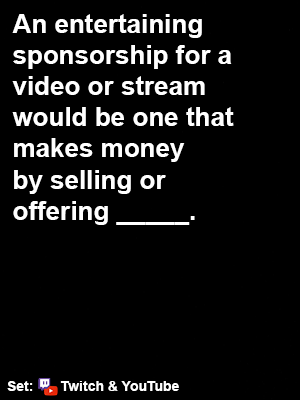 An entertaining
sponsorship for a
video or stream
would be one that
makes money
by selling or
offering _____.
Set: Twitch & YouTube